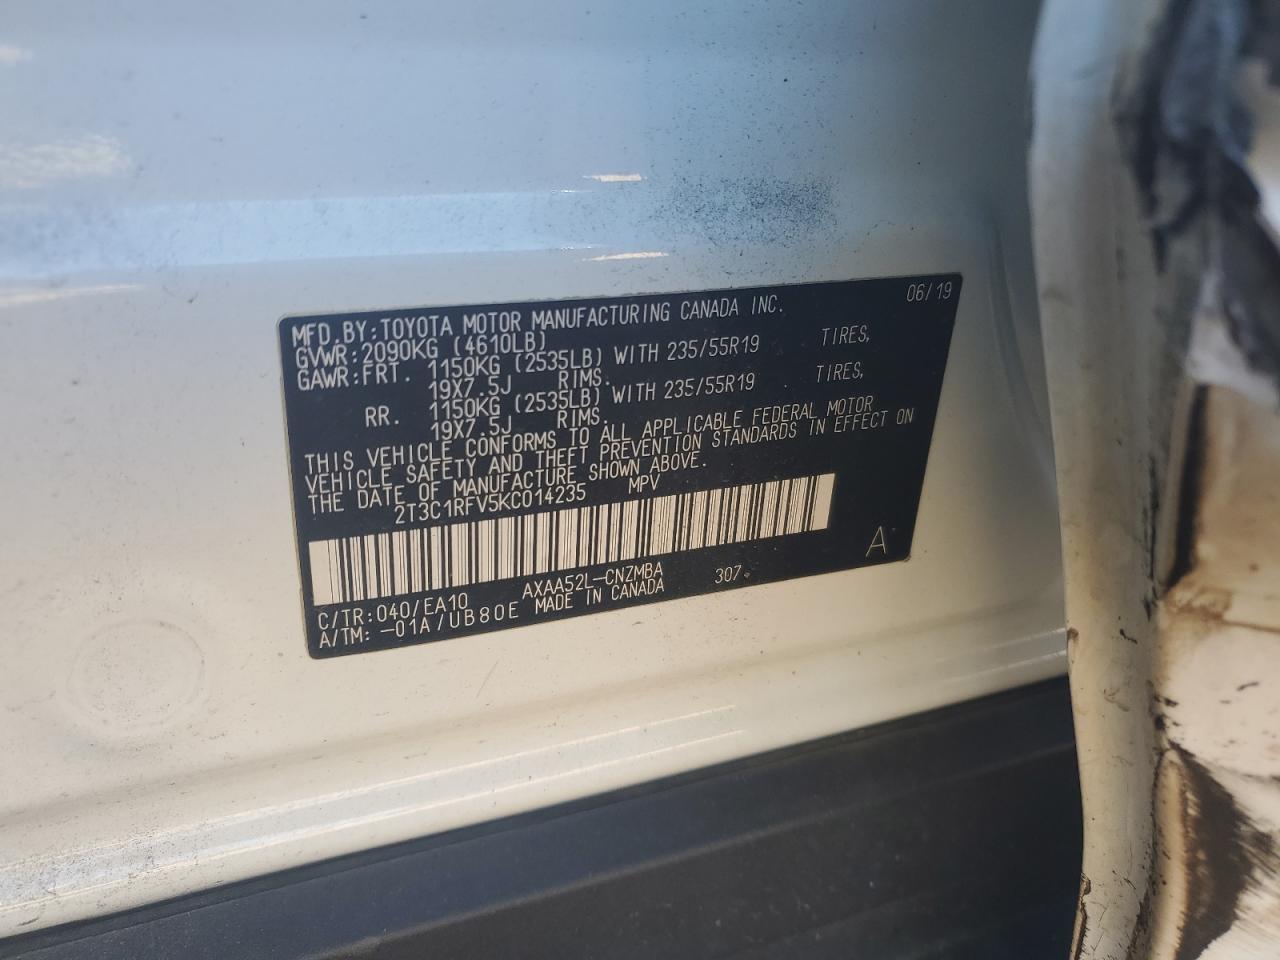 06/19
MFD.BY:TOYOTA MOTOR MANUFACTURING CANADA INC.
GVWR:2090KG (4610LB)
GAWR:FRT. 1150KG (2535LB) WITH 235/55R19 TIRES,
19X7.5J RIMS.
RR. 1150KG (2535LB) WITH 235/55R19 TIRES,
19X7.5J RIMS.
THIS VEHICLE CONFORMS TO ALL APPLICABLE FEDERAL MOTOR
VEHICLE SAFETY AND THEFT PREVENTION STANDARDS IN EFFECT ON
THE DATE OF MANUFACTURE SHOWN ABOVE.
2T3C1RFV5KC014235 MPV
A
C/TR:040/EA10 AXAA52L-CNZMBA 307
A/TM: -01A/UB80E MADE IN CANADA